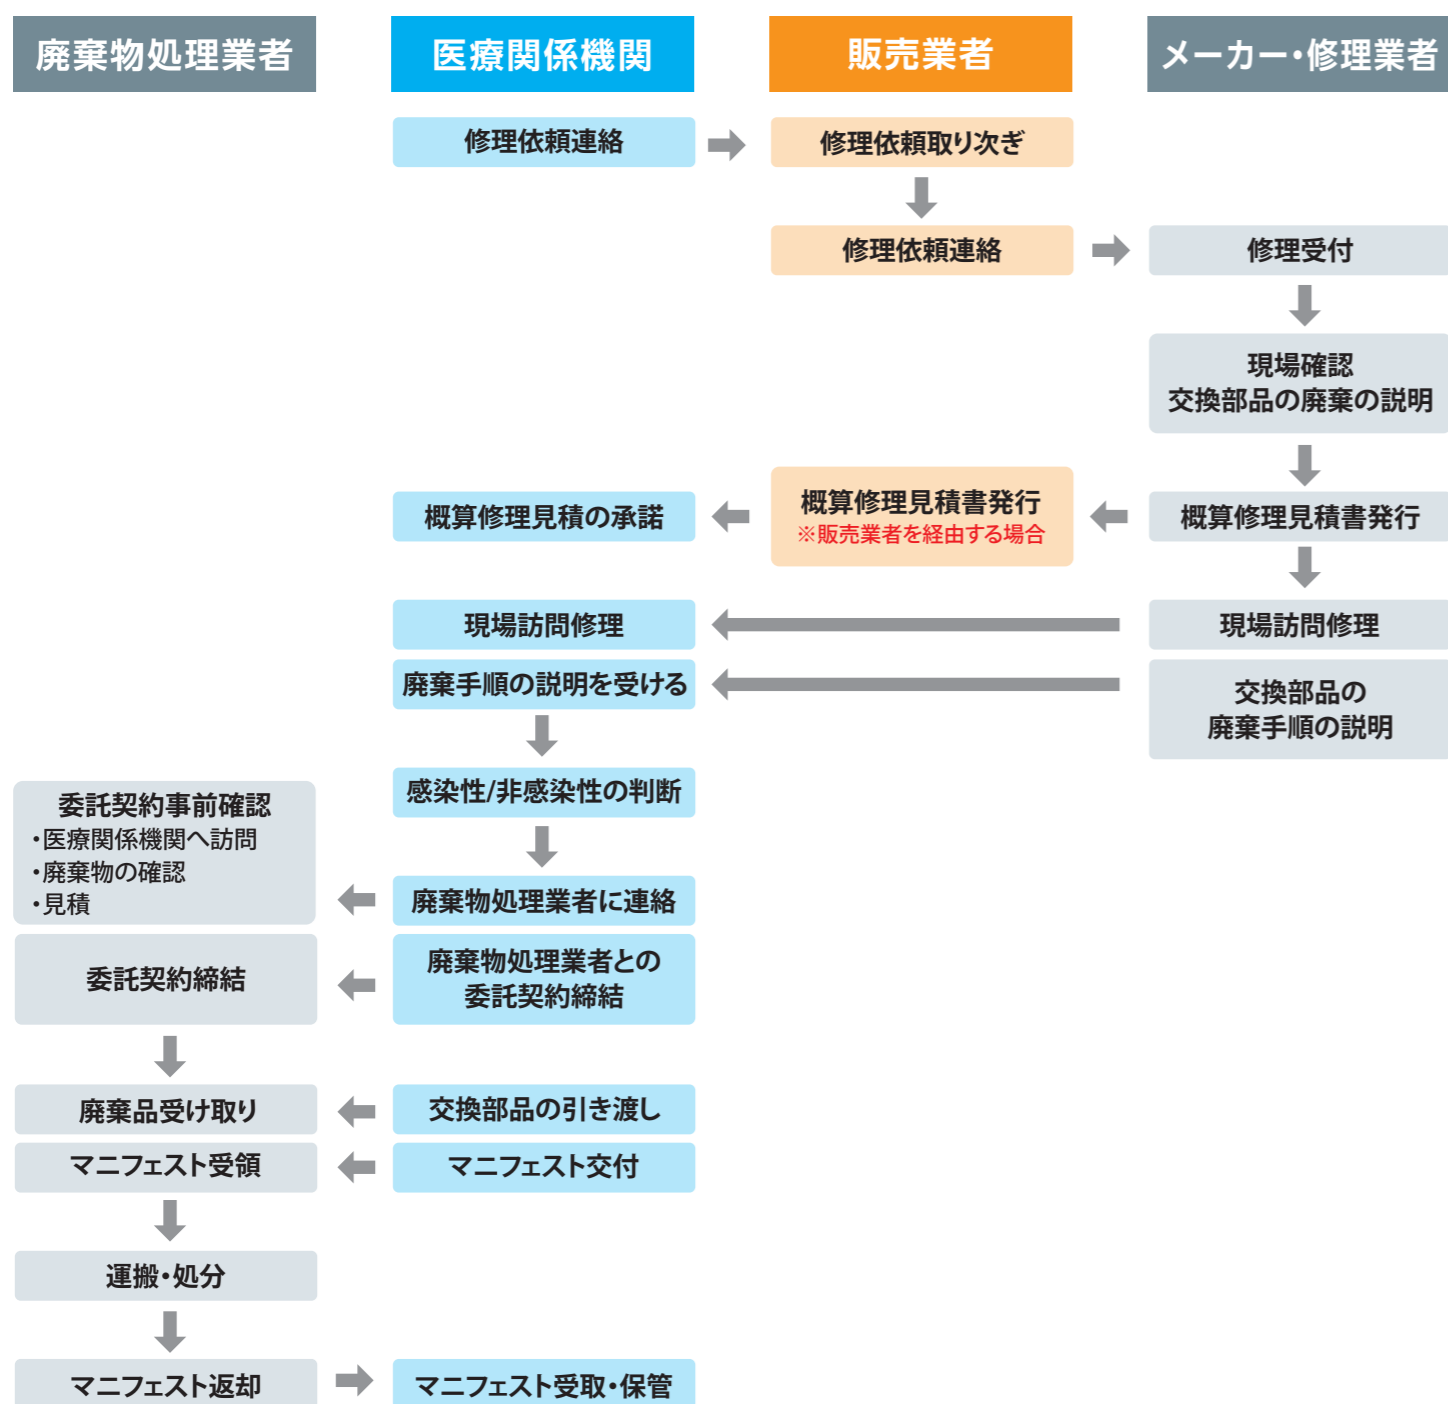 廃棄物処理業者
医療関係機関
販売業者
メーカー・修理業者
修理依頼連絡
修理依頼取り次ぎ
修理依頼連絡
修理受付
現場確認
交換部品の廃棄の説明
概算修理見積の承諾
概算修理見積書発行
※販売業者を経由する場合
概算修理見積書発行
現場訪問修理
現場訪問修理
廃棄手順の説明を受ける
交換部品の
廃棄手順の説明
感染性/非感染性の判断
委託契約事前確認
・医療関係機関へ訪問
・廃棄物の確認
・見積
廃棄物処理業者に連絡
委託契約締結
廃棄物処理業者との
委託契約締結
廃棄品受け取り
交換部品の引き渡し
マニフェスト受領
マニフェスト交付
運搬・処分
マニフェスト返却
マニフェスト受取・保管